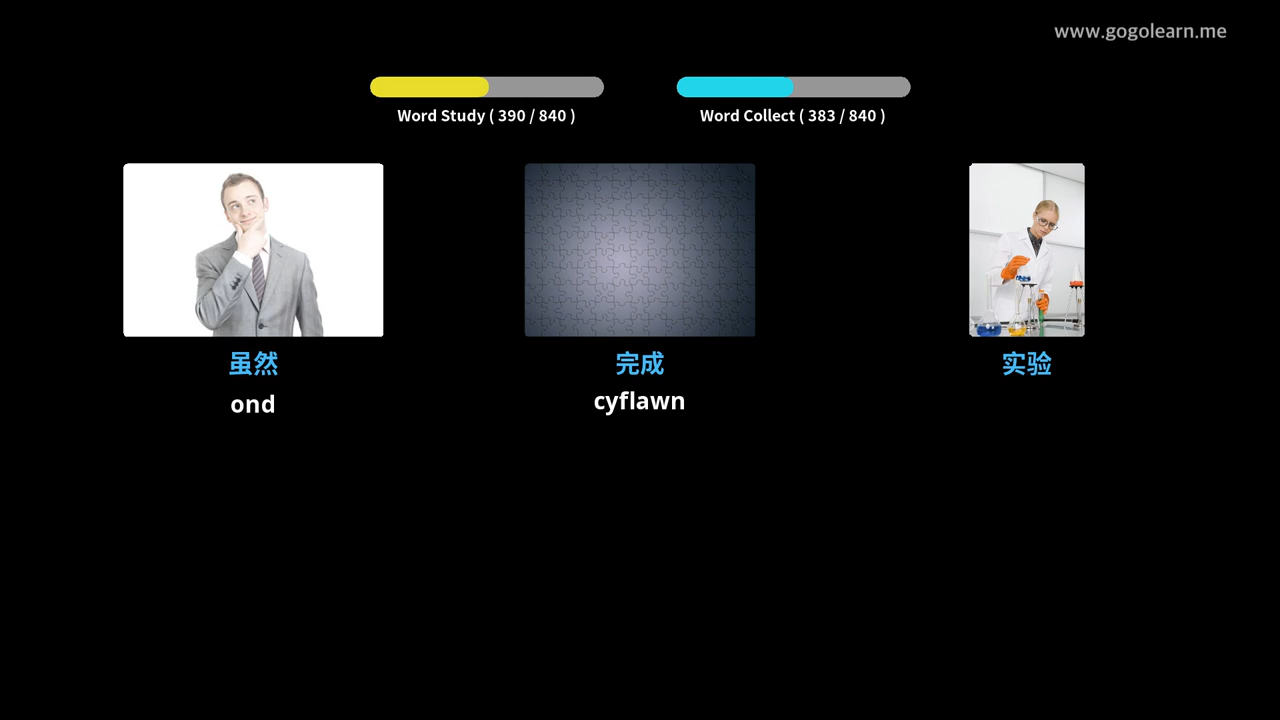 www.gogolearn.me
Word Study ( 390 / 840 )
Word Collect ( 383 / 840 )
虽然
完成
实验
ond
cyflawn